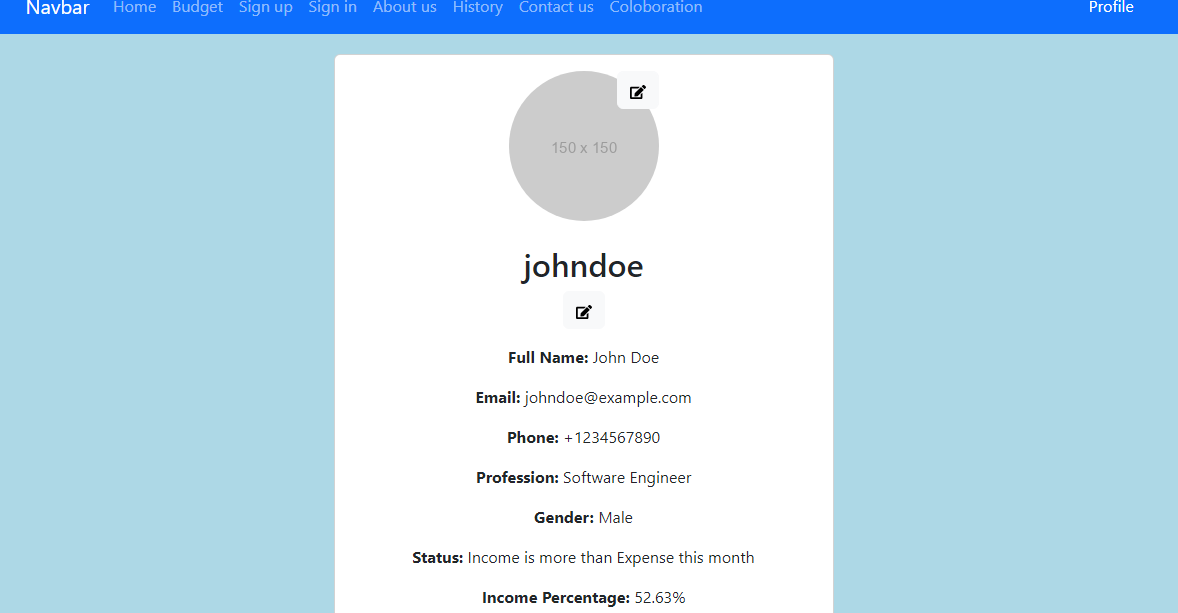 Navbar Home Budget Sign up Sign in About us History Contact us Coloboration Profile
150 x 150
johndoe
Full Name: John Doe
Email: johndoe@example.com
Phone: +1234567890
Profession: Software Engineer
Gender: Male
Status: Income is more than Expense this month
Income Percentage: 52.63%